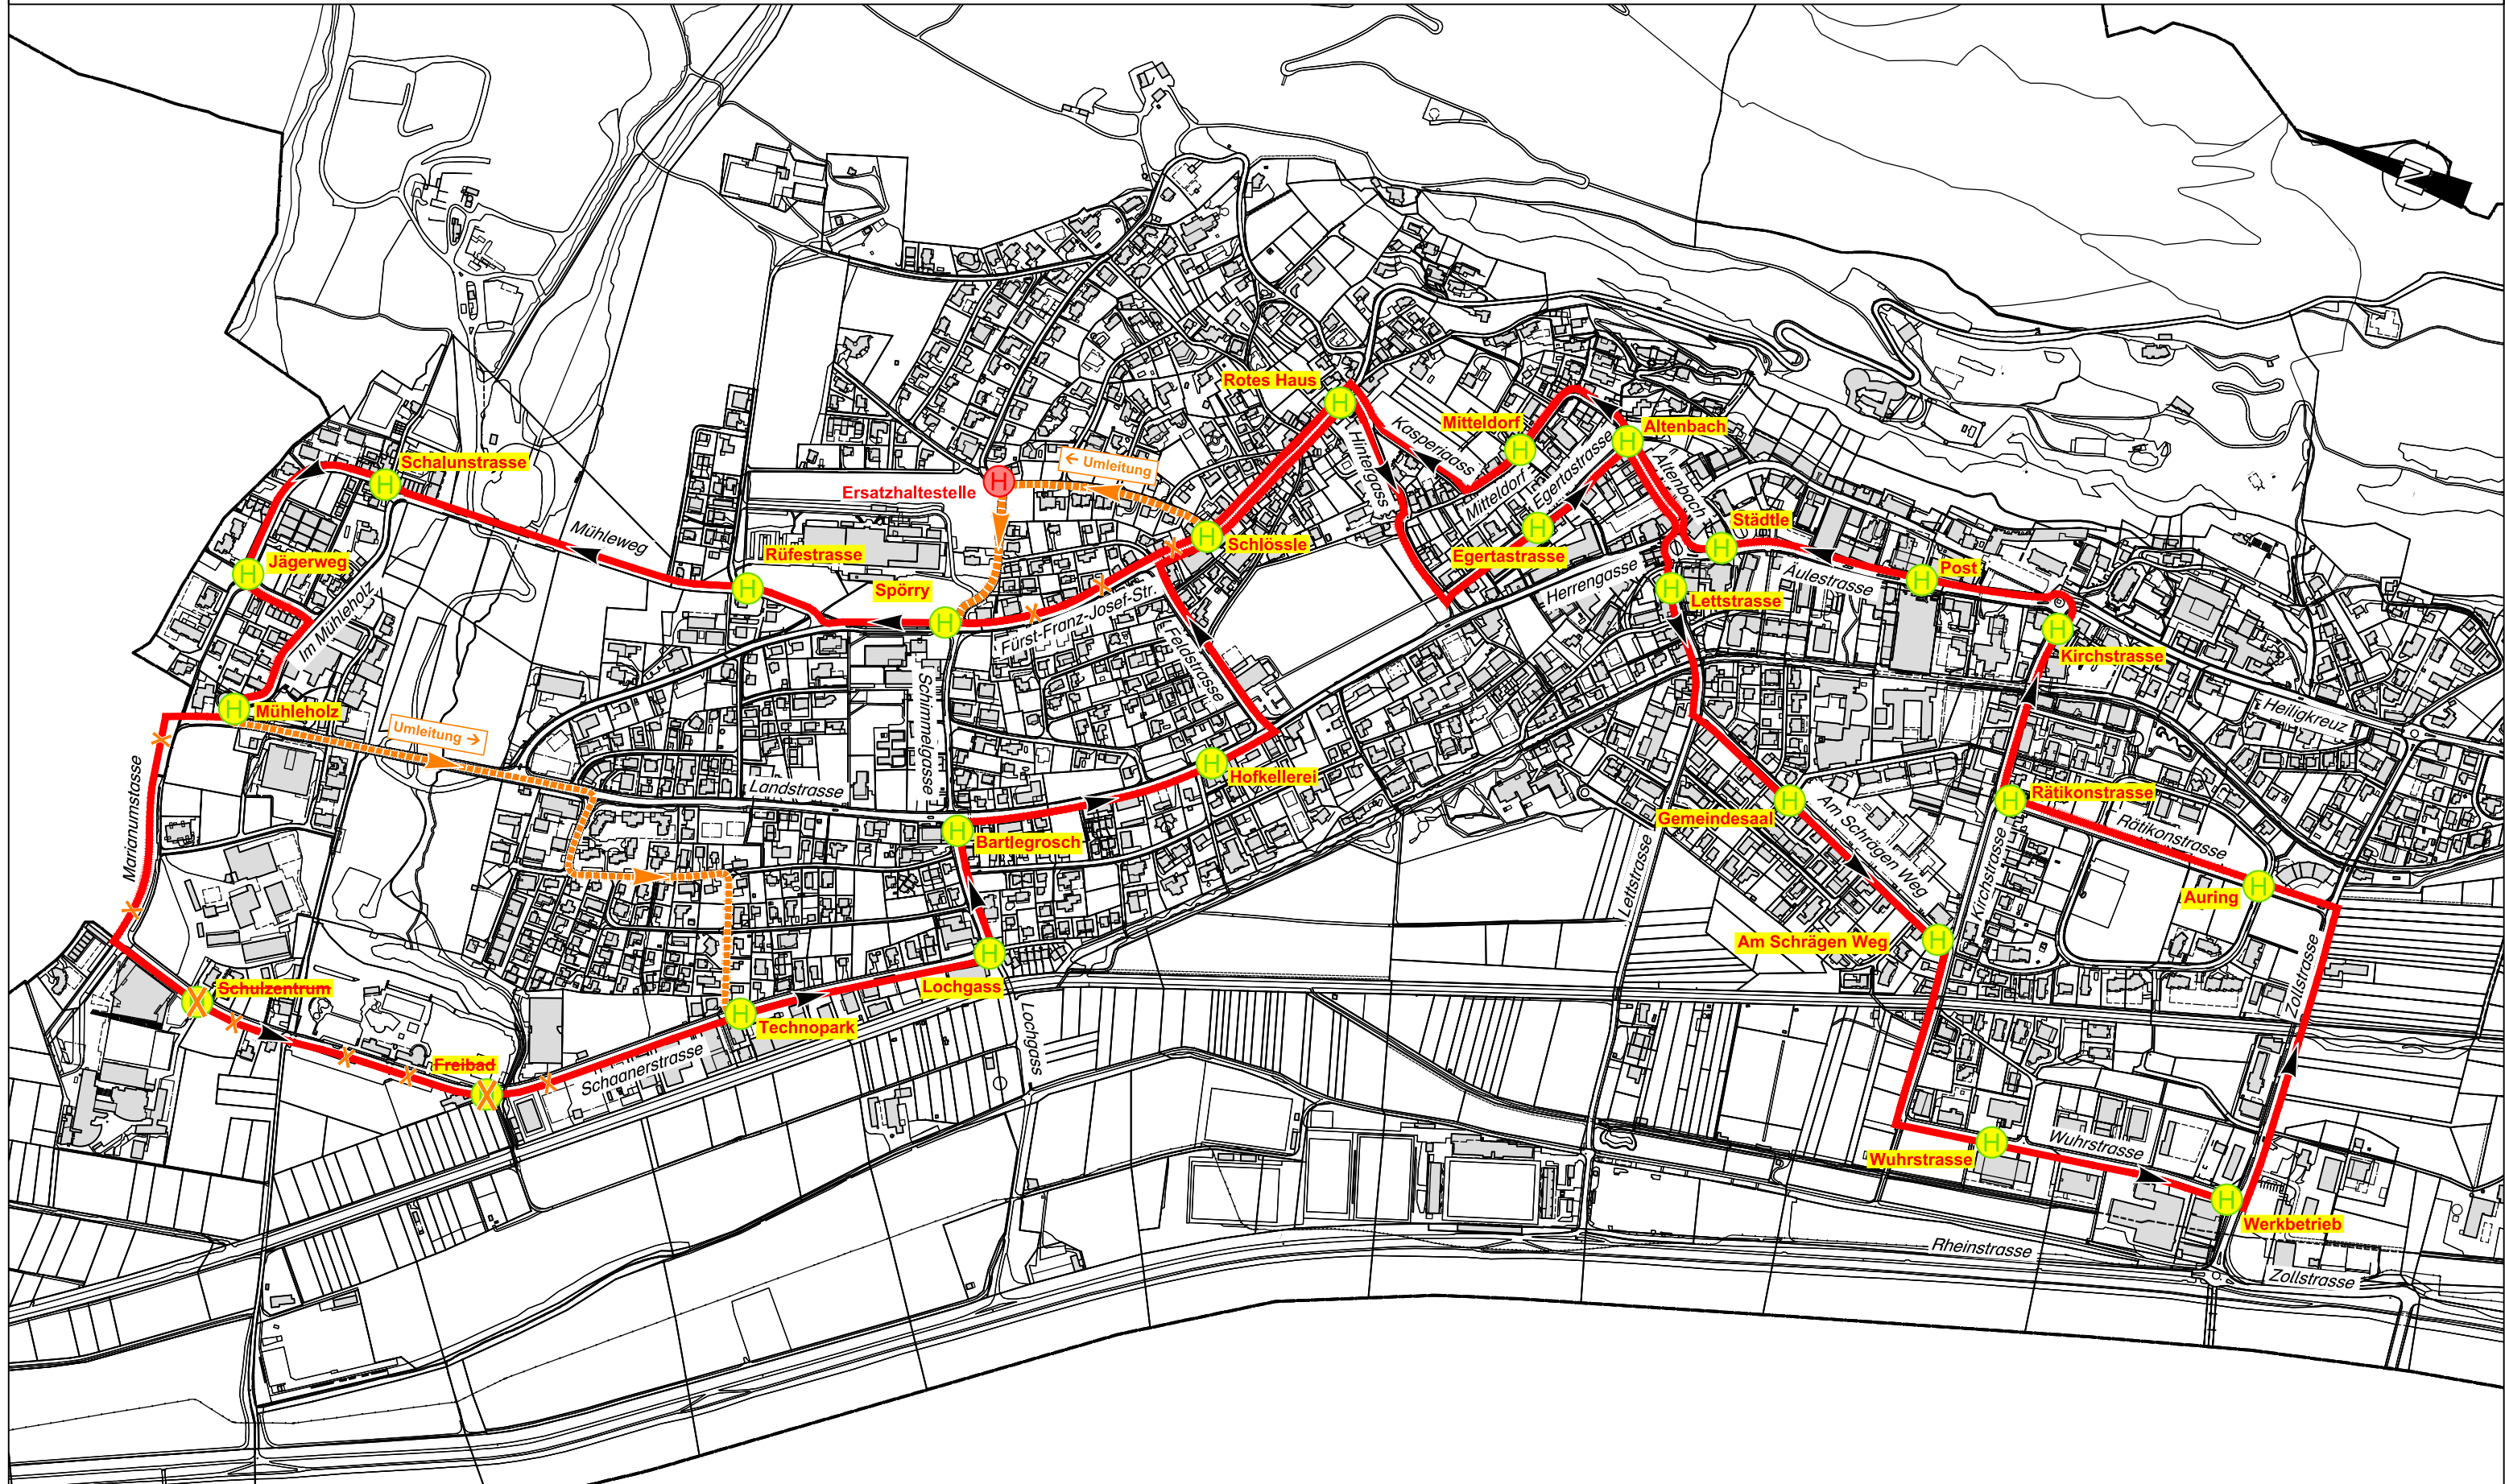 N
Rotes Haus
Mitteldorf
Altenbach
Kasperigass
Hintergass
Egertastrasse
Altenbach
Mitteldorf
← Umleitung
Schalunstrasse
Ersatzhaltestelle
H
H
H
H
H
H
Städtle
H
Mühleweg
Schlössle
H
Egertastrasse
H
Rüfestrasse
Jägerweg
H
Post
H
Äulestrasse
Herrengasse
Spörry
H
H
Lettstrasse
H
Im Mühleholz
Fürst-Franz-Josef-Str.
H
H
Kirchstrasse
Feldstrasse
Schimmelgasse
H
Mühleholz
Heiligkreuz
Umleitung →
Marianumstasse
Landstrasse
H
Hofkellerei
H
Gemeindesaal
H
Rätikonstrasse
Am Schrägen Weg
Rätikonstrasse
H
Bartlegrosch
Lettstrasse
Kirchstrasse
H
Auring
Am Schrägen Weg
H
H
Lochgass
Zollstrasse
H
Schulzentrum
H
Technopark
Lochgass
Freibad
H
Schaanerstrasse
H
Wuhrstrasse
Wuhrstrasse
H
Werkbetrieb
Rheinstrasse
Zollstrasse